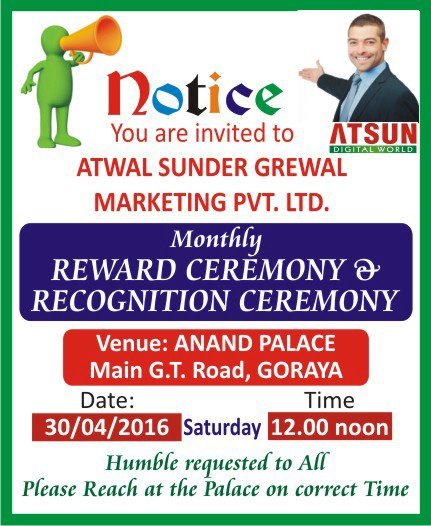 Notice
You are invited to
ATSUN
DIGITAL WORLD
ATWAL SUNDER GREWAL
MARKETING PVT. LTD.
Monthly
REWARD CEREMONY &
RECOGNITION CEREMONY
Venue: ANAND PALACE
Main G.T. Road, GORAYA
Date: Time
30/04/2016 Saturday 12.00 noon
Humble requested to All
Please Reach at the Palace on correct Time